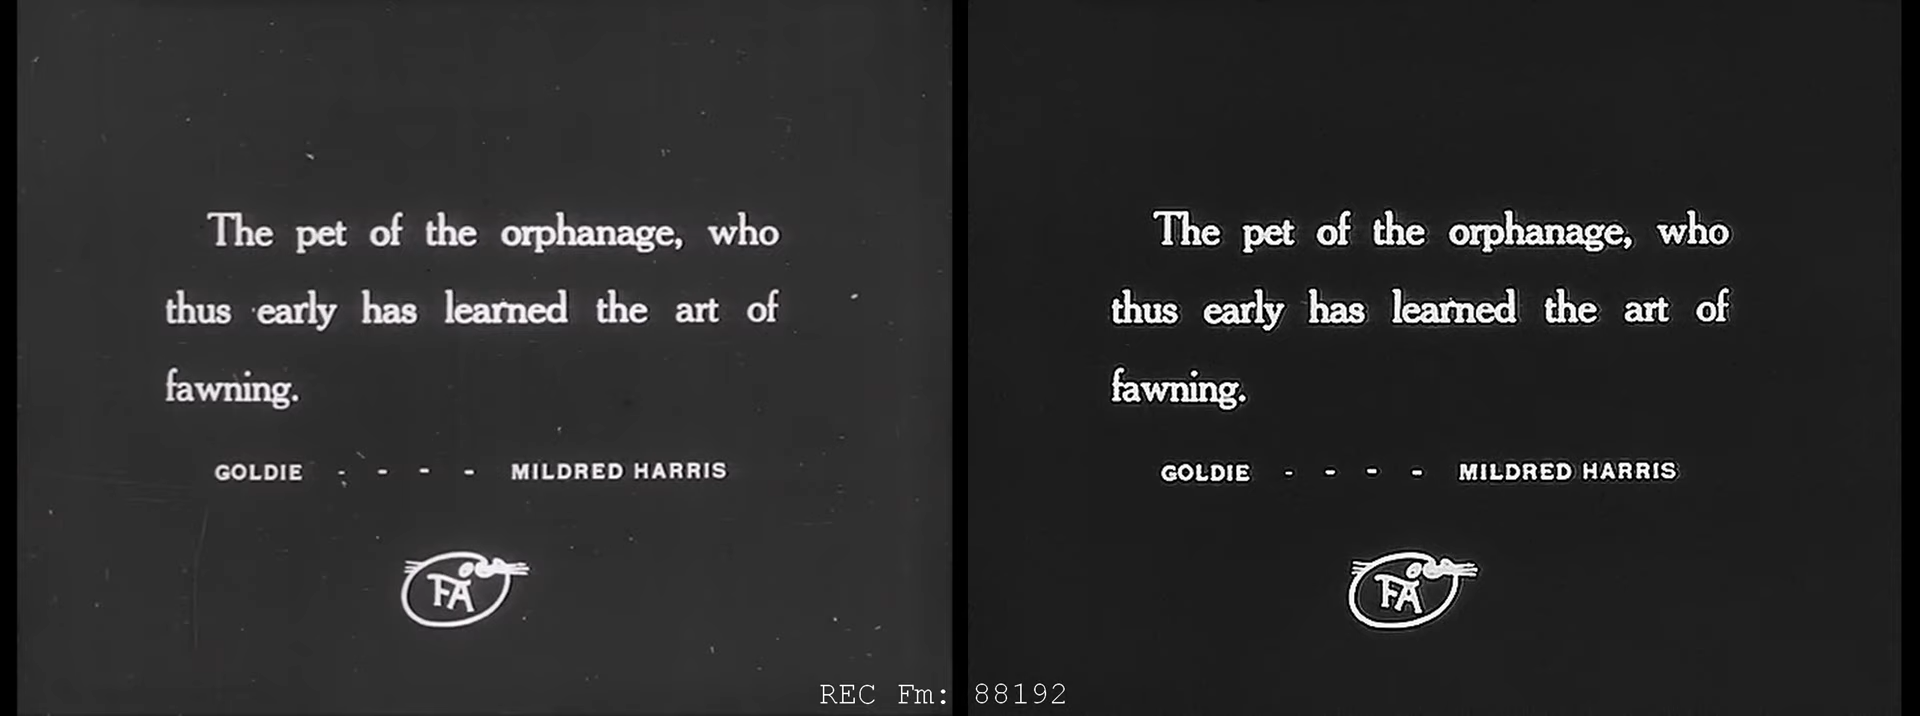 The pet of the orphanage, who
thus early has learned the art of
fawning.
GOLDIE - - - - MILDRED HARRIS
FA
The pet of the orphanage, who
thus early has learned the art of
fawning.
GOLDIE - - - - MILDRED HARRIS
FA
REC Fm: 88192